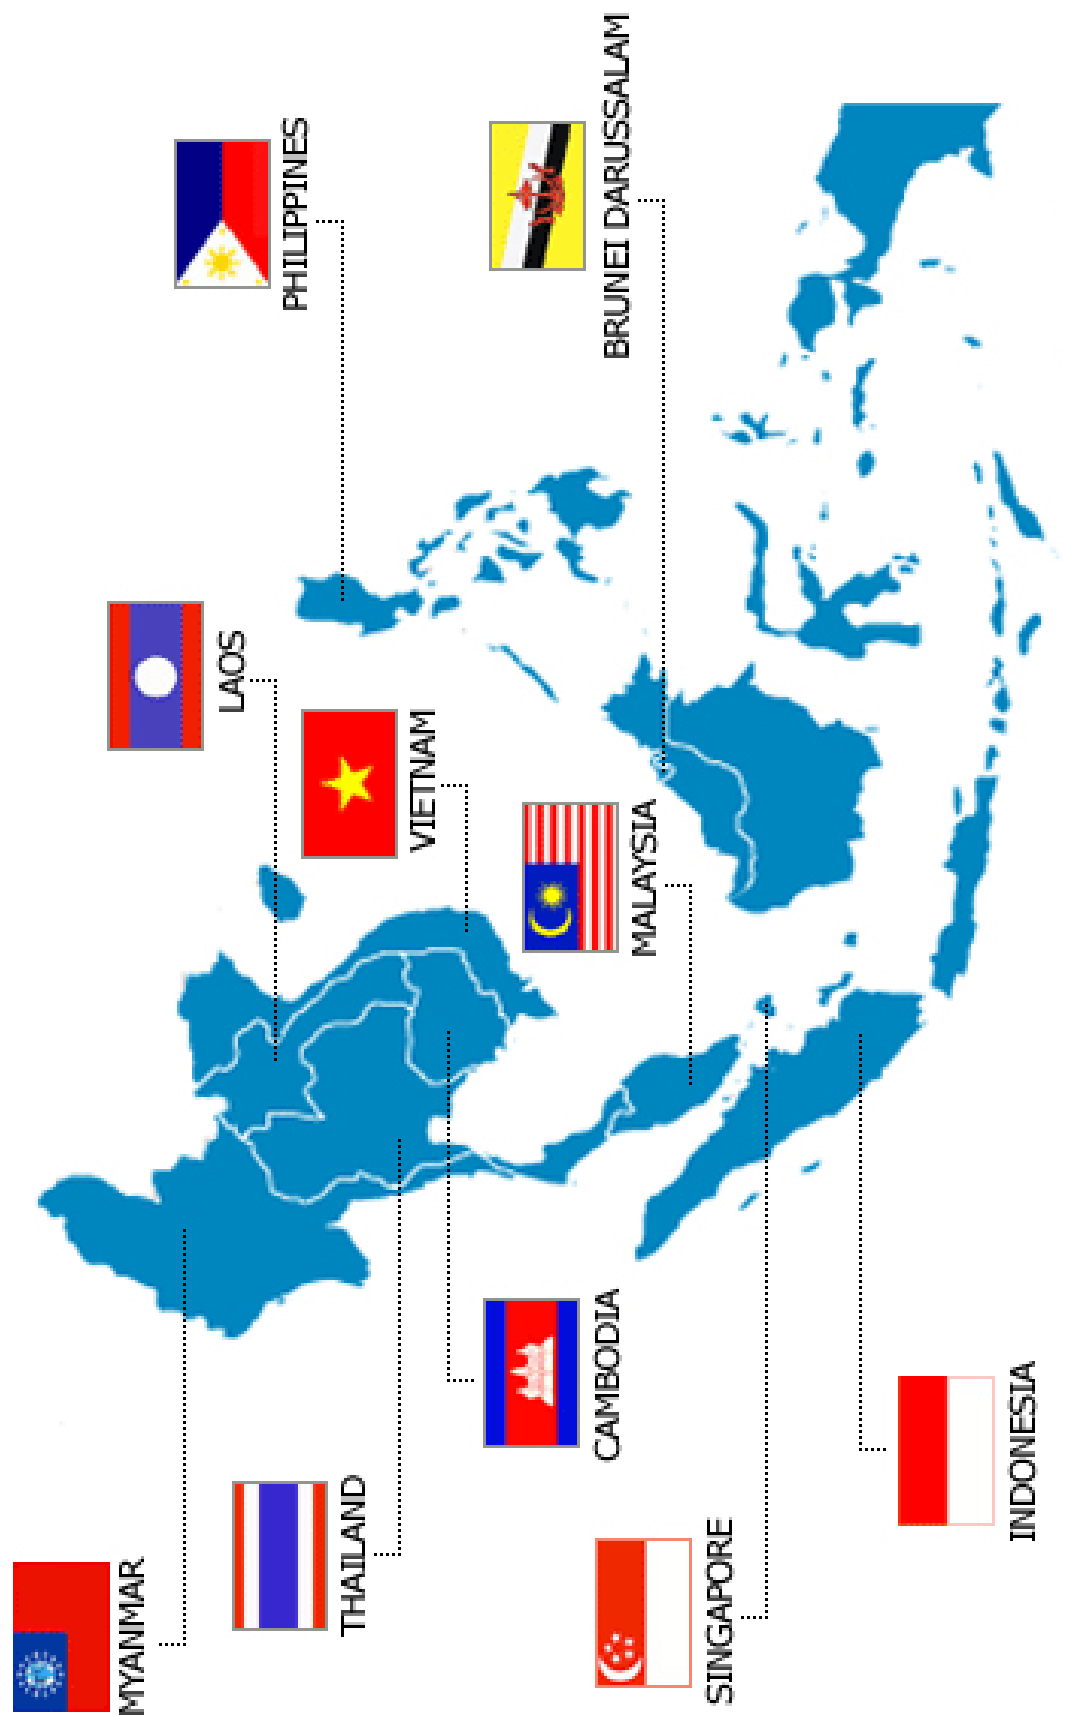 MYANMAR
LAOS
THAILAND
PHILIPPINES
VIETNAM
CAMBODIA
BRUNEI DARUSSALAM
MALAYSIA
SINGAPORE
INDONESIA